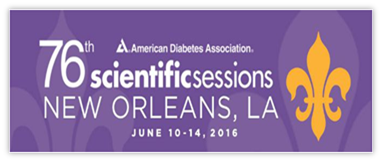 76th
American Diabetes Association®
scientificsessions
NEW ORLEANS, LA
JUNE 10-14, 2016